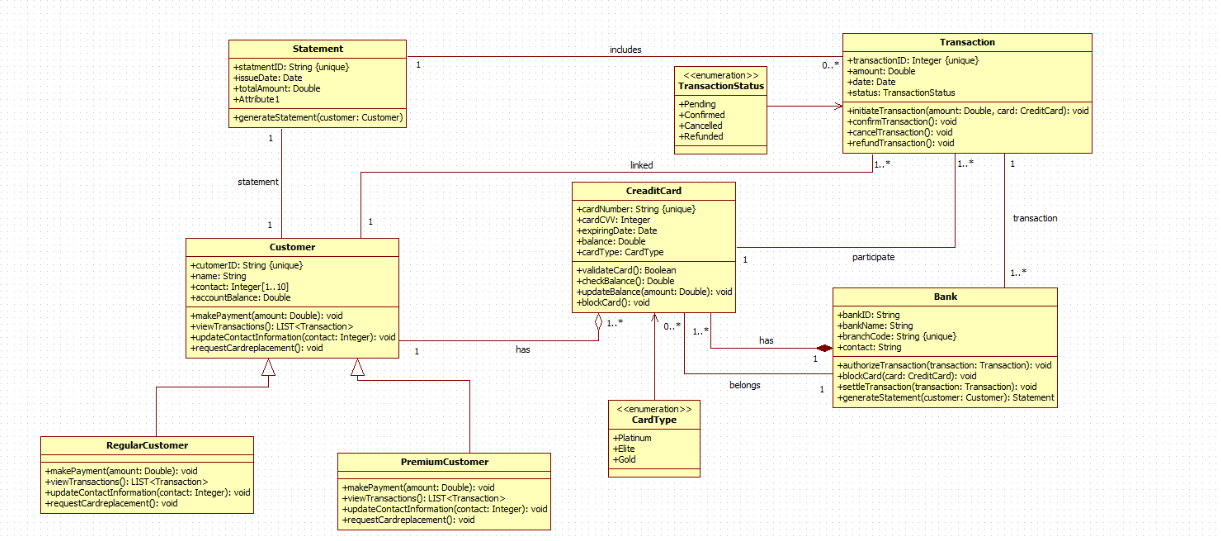 Statement
+statmentID: String {unique}
+issueDate: Date
+totalAmount: Double
+Attribute1
+generateStatement(customer: Customer)
1
includes
0..*
Transaction
+transactionID: Integer {unique}
+amount: Double
+date: Date
+status: TransactionStatus
+initiateTransaction(amount: Double, card: CreditCard): void
+confirmTransaction(): void
+cancelTransaction(): void
+refundTransaction(): void
<<enumeration>>
TransactionStatus
+Pending
+Confirmed
+Cancelled
+Refunded
1
statement
1
linked
1..*
1
1..*
participate
1
1
transaction
1..*
CreaditCard
+cardNumber: String {unique}
+cardCVV: Integer
+expiringDate: Date
+balance: Double
+cardType: CardType
+validateCard(): Boolean
+checkBalance(): Double
+updateBalance(amount: Double): void
+blockCard(): void
Customer
+cutomerID: String {unique}
+name: String
+contact: Integer[1..10]
+accountBalance: Double
+makePayment(amount: Double): void
+viewTransactions(): LIST<Transaction>
+updateContactInformation(contact: Integer): void
+requestCardreplacement(): void
1
has
1..*
0..*
1..*
has
1
belongs
1
Bank
+bankID: String
+bankName: String
+branchCode: String {unique}
+contact: String
+authorizeTransaction(transaction: Transaction): void
+blockCard(card: CreditCard): void
+settleTransaction(transaction: Transaction): void
+generateStatement(customer: Customer): Statement
<<enumeration>>
CardType
+Platinum
+Elite
+Gold
RegularCustomer
+makePayment(amount: Double): void
+viewTransactions(): LIST<Transaction>
+updateContactInformation(contact: Integer): void
+requestCardreplacement(): void
PremiumCustomer
+makePayment(amount: Double): void
+viewTransactions(): LIST<Transaction>
+updateContactInformation(contact: Integer): void
+requestCardreplacement(): void